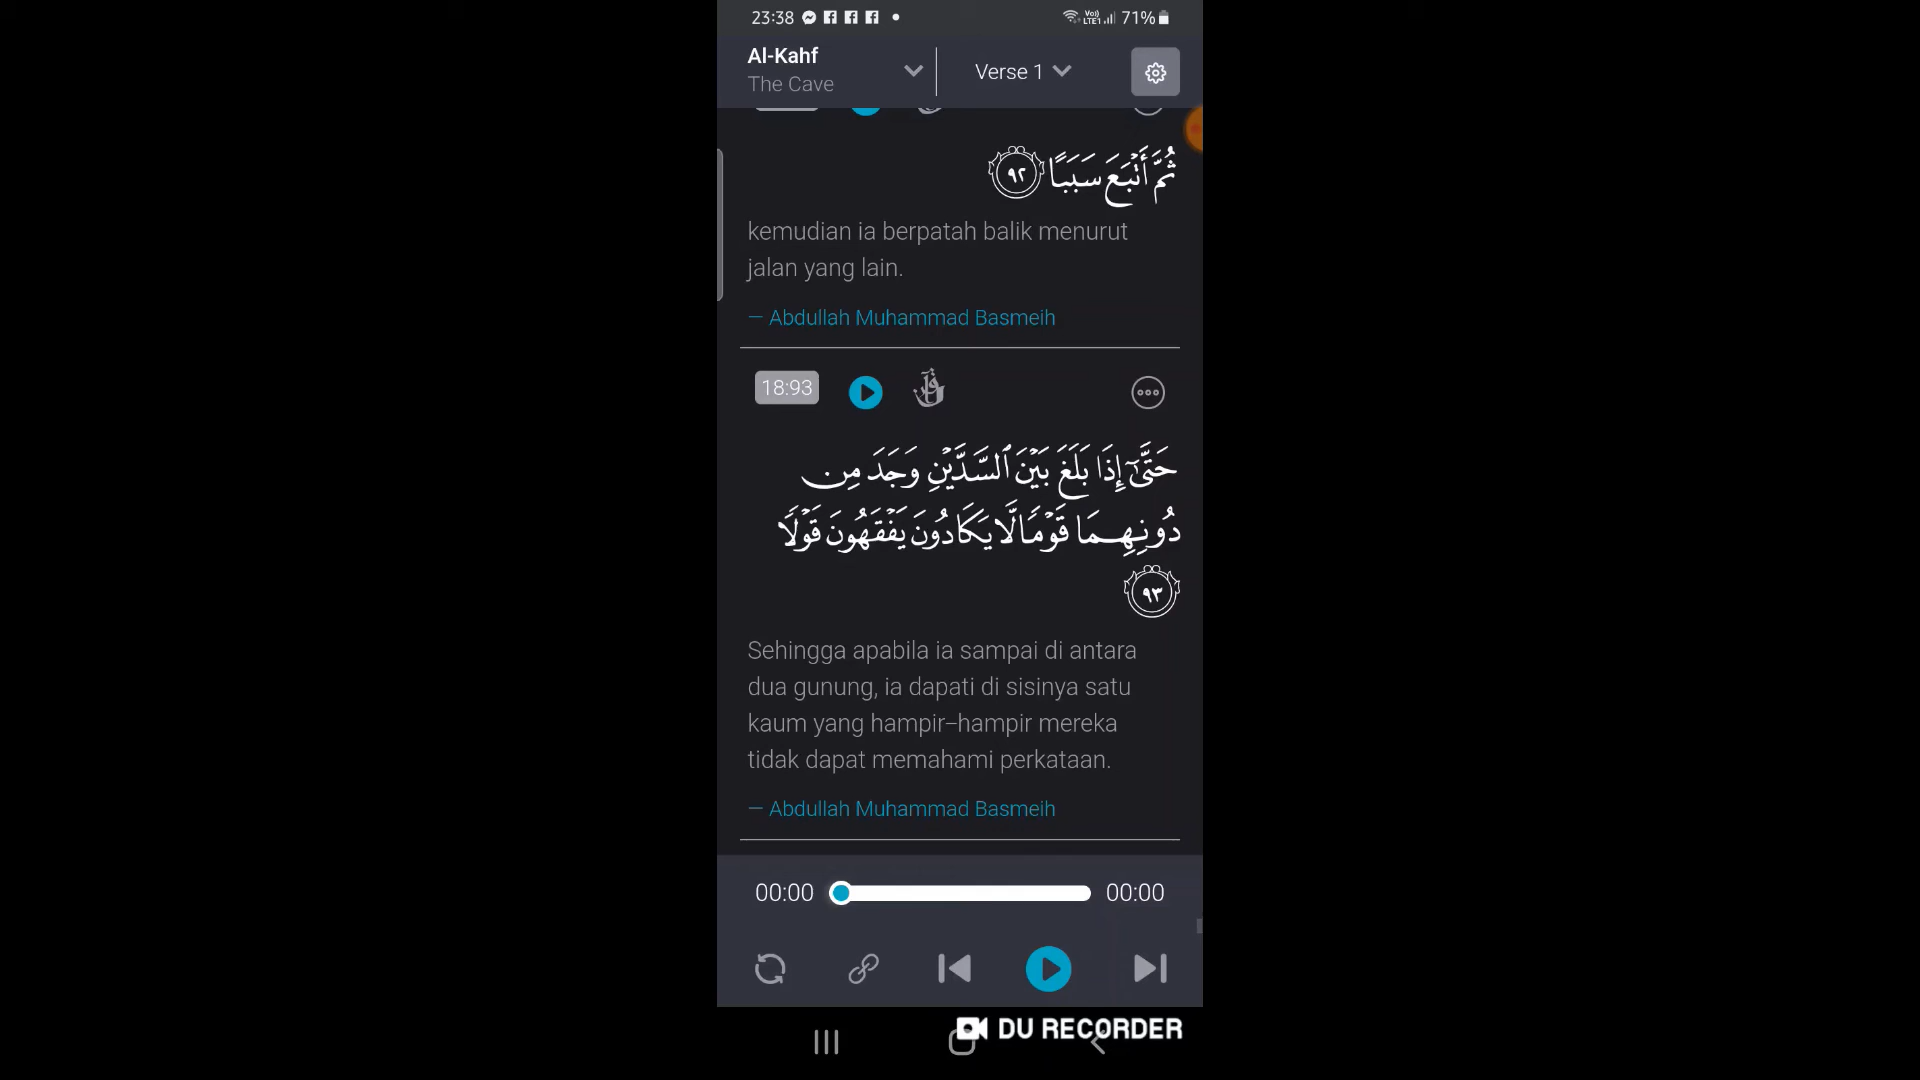 23:38
Vo))
LTE1
71%
Al-Kahf
The Cave
Verse 1
ثُمَّ أَتْبَعَ سَبَبًا ٩٢
kemudian ia berpatah balik menurut
jalan yang lain.
— Abdullah Muhammad Basmeih
18:93
حَتَّىٰٓ إِذَا بَلَغَ بَيْنَ ٱلسَّدَّيْنِ وَجَدَ مِن
دُونِهِمَا قَوْمًا لَّا يَكَادُونَ يَفْقَهُونَ قَوْلًا
٩٣
Sehingga apabila ia sampai di antara
dua gunung, ia dapati di sisinya satu
kaum yang hampir-hampir mereka
tidak dapat memahami perkataan.
— Abdullah Muhammad Basmeih
00:00
00:00
DU RECORDER